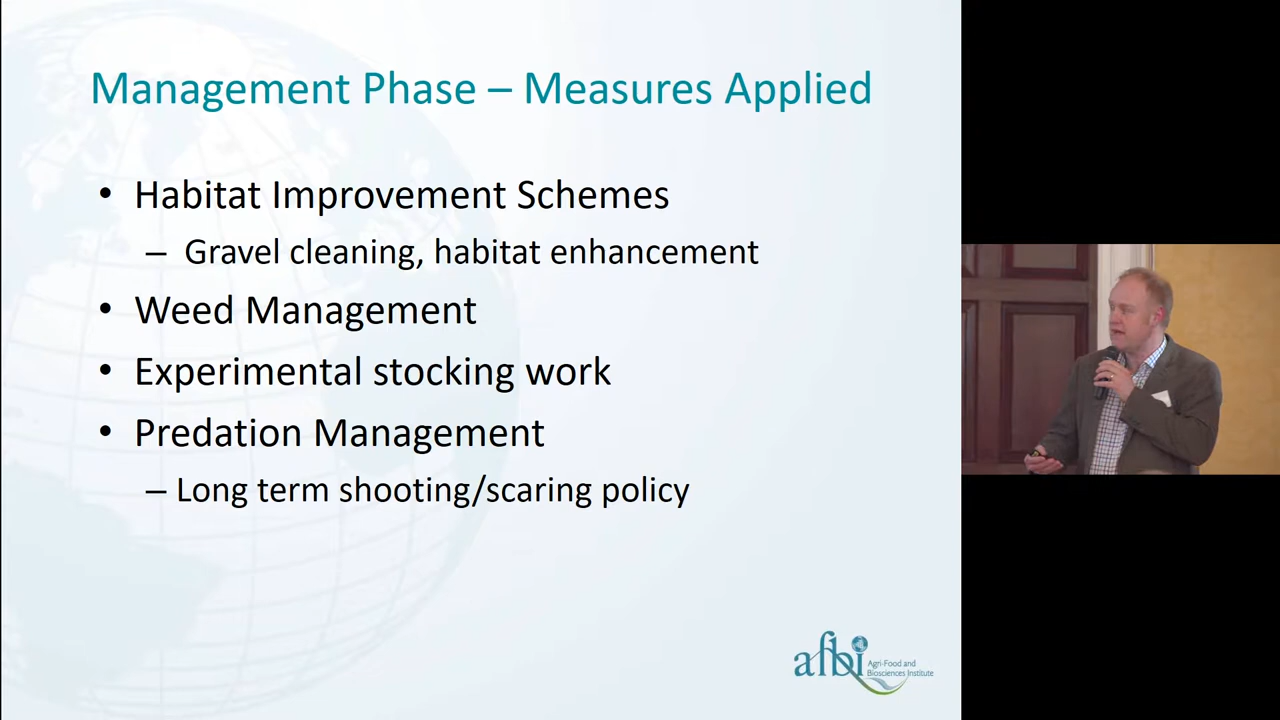 Management Phase – Measures Applied
• Habitat Improvement Schemes
– Gravel cleaning, habitat enhancement
• Weed Management
• Experimental stocking work
• Predation Management
– Long term shooting/scaring policy
afbi
Agri-Food and
Biosciences Institute